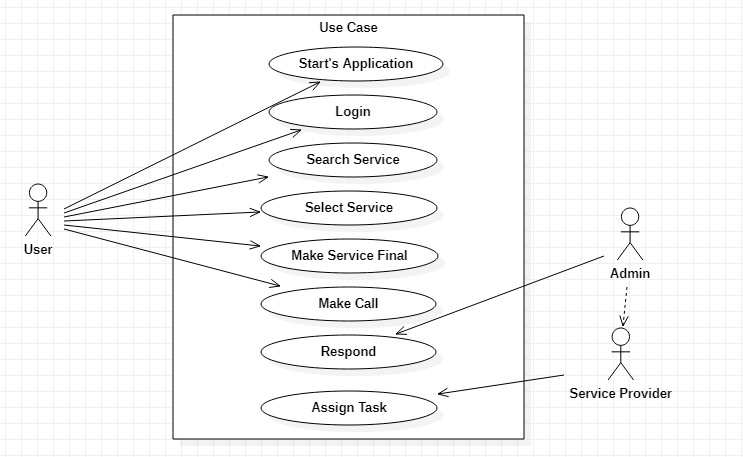 Use Case
Start's Application
Login
Search Service
Select Service
User
Make Service Final
Admin
Make Call
Respond
Service Provider
Assign Task